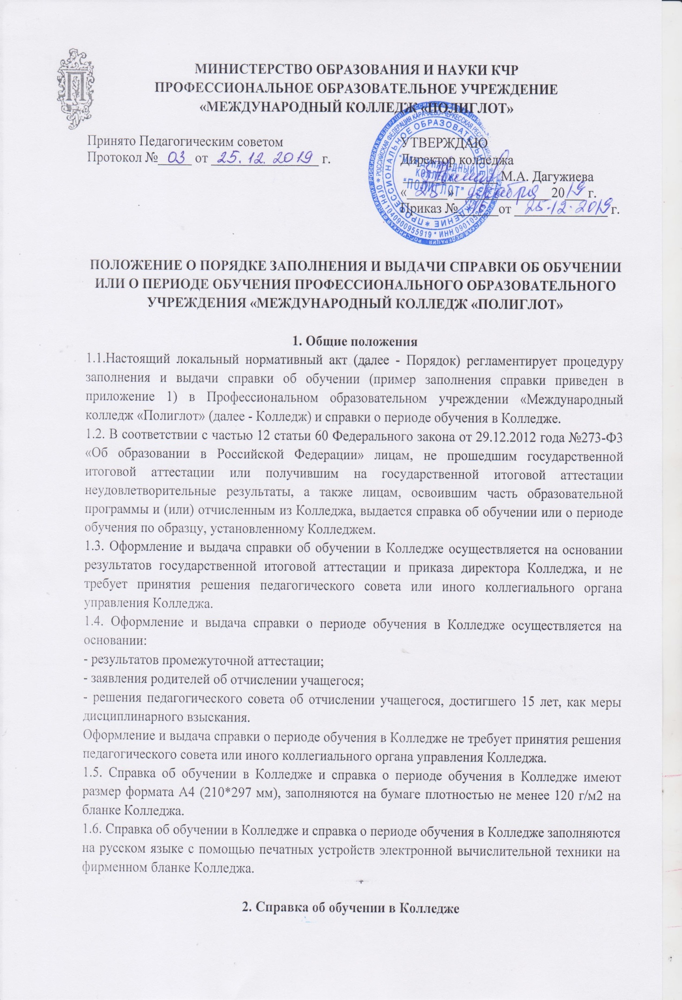 МИНИСТЕРСТВО ОБРАЗОВАНИЯ И НАУКИ КЧР
ПРОФЕССИОНАЛЬНОЕ ОБРАЗОВАТЕЛЬНОЕ УЧРЕЖДЕНИЕ
«МЕЖДУНАРОДНЫЙ КОЛЛЕДЖ «ПОЛИГЛОТ»
Принято Педагогическим советом
Протокол № 03 от 25.12.2019 г.
УТВЕРЖДАЮ
Директор колледжа
М.А. Дагужиева
«25» декабря 2019 г.
Приказ № от 25.12.2019 г.
"МЕЖДУНАРОДНЫЙ
КОЛЛЕДЖ
"ПОЛИГЛОТ"
ПОЛОЖЕНИЕ О ПОРЯДКЕ ЗАПОЛНЕНИЯ И ВЫДАЧИ СПРАВКИ ОБ ОБУЧЕНИИ
ИЛИ О ПЕРИОДЕ ОБУЧЕНИЯ ПРОФЕССИОНАЛЬНОГО ОБРАЗОВАТЕЛЬНОГО
УЧРЕЖДЕНИЯ «МЕЖДУНАРОДНЫЙ КОЛЛЕДЖ «ПОЛИГЛОТ»
1. Общие положения
1.1.Настоящий локальный нормативный акт (далее - Порядок) регламентирует процедуру
заполнения и выдачи справки об обучении (пример заполнения справки приведен в
приложение 1) в Профессиональном образовательном учреждении «Международный
колледж «Полиглот» (далее - Колледж) и справки о периоде обучения в Колледже.
1.2. В соответствии с частью 12 статьи 60 Федерального закона от 29.12.2012 года №273-ФЗ
«Об образовании в Российской Федерации» лицам, не прошедшим государственной
итоговой аттестации или получившим на государственной итоговой аттестации
неудовлетворительные результаты, а также лицам, освоившим часть образовательной
программы и (или) отчисленным из Колледжа, выдается справка об обучении или о периоде
обучения по образцу, установленному Колледжем.
1.3. Оформление и выдача справки об обучении в Колледже осуществляется на основании
результатов государственной итоговой аттестации и приказа директора Колледжа, и не
требует принятия решения педагогического совета или иного коллегиального органа
управления Колледжа.
1.4. Оформление и выдача справки о периоде обучения в Колледже осуществляется на
основании:
- результатов промежуточной аттестации;
- заявления родителей об отчислении учащегося;
- решения педагогического совета об отчислении учащегося, достигшего 15 лет, как меры
дисциплинарного взыскания.
Оформление и выдача справки о периоде обучения в Колледже не требует принятия решения
педагогического совета или иного коллегиального органа управления Колледжа.
1.5. Справка об обучении в Колледже и справка о периоде обучения в Колледже имеют
размер формата А4 (210*297 мм), заполняются на бумаге плотностью не менее 120 г/м2 на
бланке Колледжа.
1.6. Справка об обучении в Колледже и справка о периоде обучения в Колледже заполняются
на русском языке с помощью печатных устройств электронной вычислительной техники на
фирменном бланке Колледжа.
2. Справка об обучении в Колледже